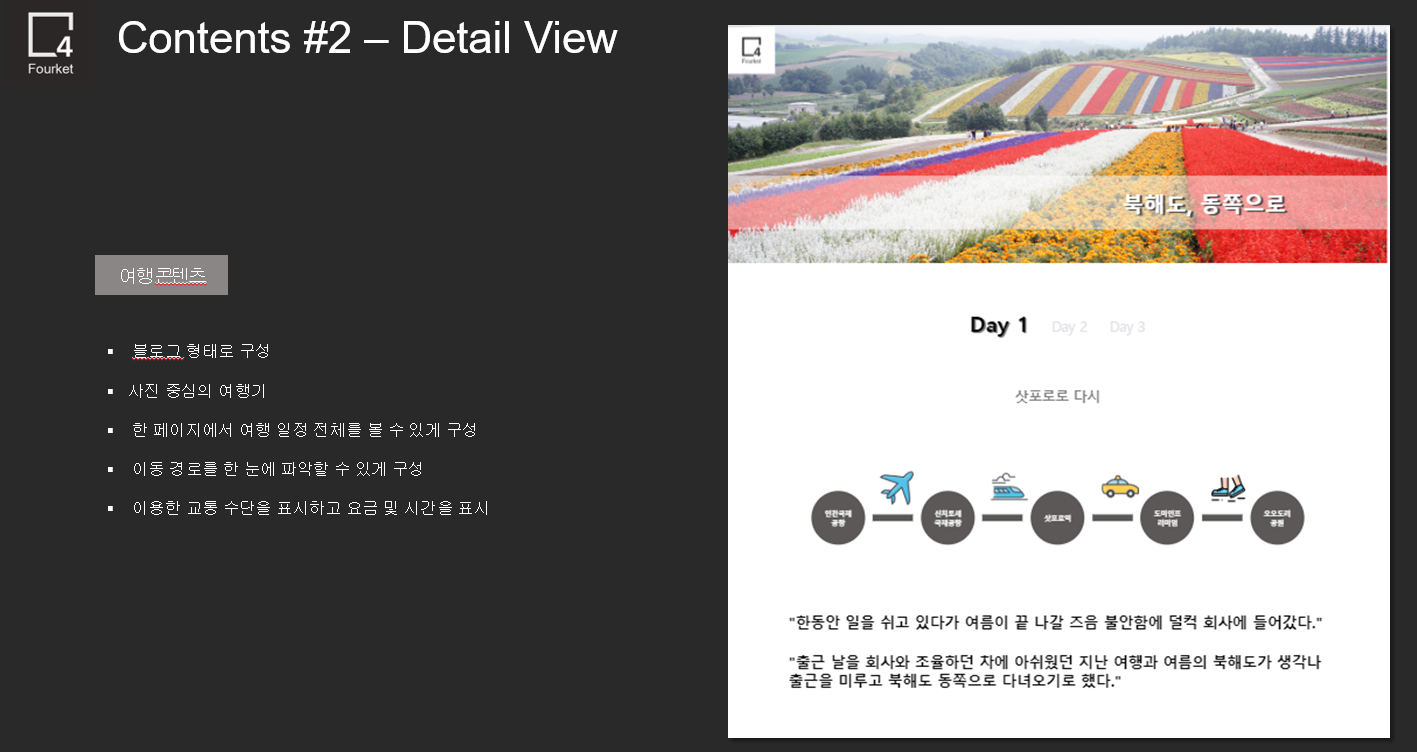 4
Fourket
Contents #2 – Detail View
여행콘텐츠
▪ 블로그 형태로 구성
▪ 사진 중심의 여행기
▪ 한 페이지에서 여행 일정 전체를 볼 수 있게 구성
▪ 이동 경로를 한 눈에 파악할 수 있게 구성
▪ 이용한 교통 수단을 표시하고 요금 및 시간을 표시
4
Fourket
북해도, 동쪽으로
Day 1 Day 2 Day 3
삿포로로 다시
인천국제
공항
신치토세
국제공항
삿포로역
도미인프
리미엄
오오도리
공원
"한동안 일을 쉬고 있다가 여름이 끝 나갈 즈음 불안함에 덜컥 회사에 들어갔다."
"출근 날을 회사와 조율하던 차에 아쉬웠던 지난 여행과 여름의 북해도가 생각나
출근을 미루고 북해도 동쪽으로 다녀오기로 했다."